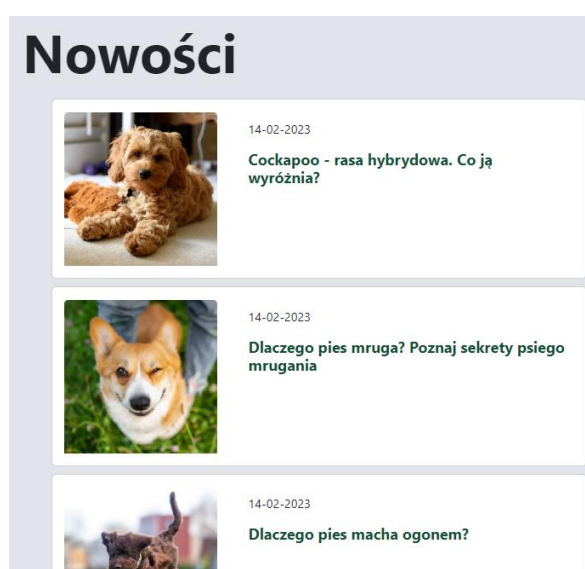 Nowości
14-02-2023
Cockapoo - rasa hybrydowa. Co ją
wyróżnia?
14-02-2023
Dlaczego pies mruga? Poznaj sekrety psiego
mrugania
14-02-2023
Dlaczego pies macha ogonem?